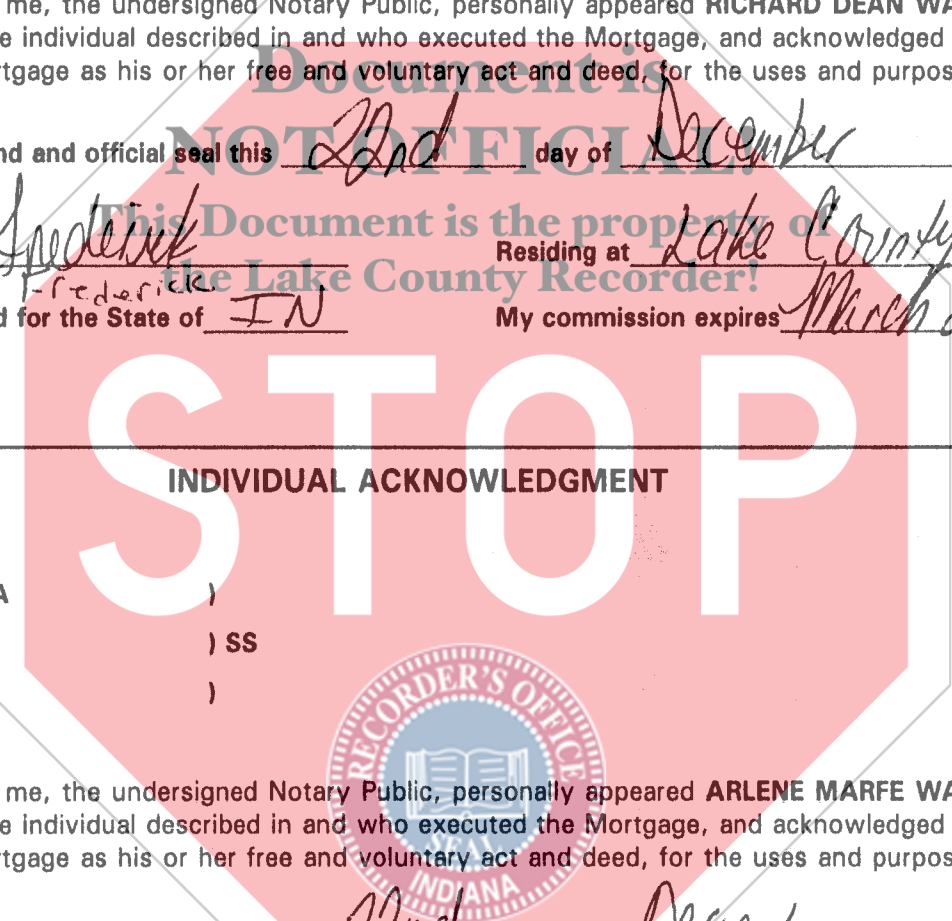 me, the undersigned Notary Public, personally appeared RICHARD DEAN WA
e individual described in and who executed the Mortgage, and acknowledged
rtgage as his or her free and voluntary act and deed, for the uses and purpos
Document is
NOT OFFICIAL!
nd and official seal this 22nd day of December
This Document is the property of
the Lake County Recorder!
Frederick Residing at Lake County
Frederick
d for the State of IN My commission expires March
STOP
INDIVIDUAL ACKNOWLEDGMENT
A )
) SS
)
RECORDER'S OFFICE
SEAL
INDIANA
me, the undersigned Notary Public, personally appeared ARLENE MARFE WA
e individual described in and who executed the Mortgage, and acknowledged
rtgage as his or her free and voluntary act and deed, for the uses and purpos
22nd